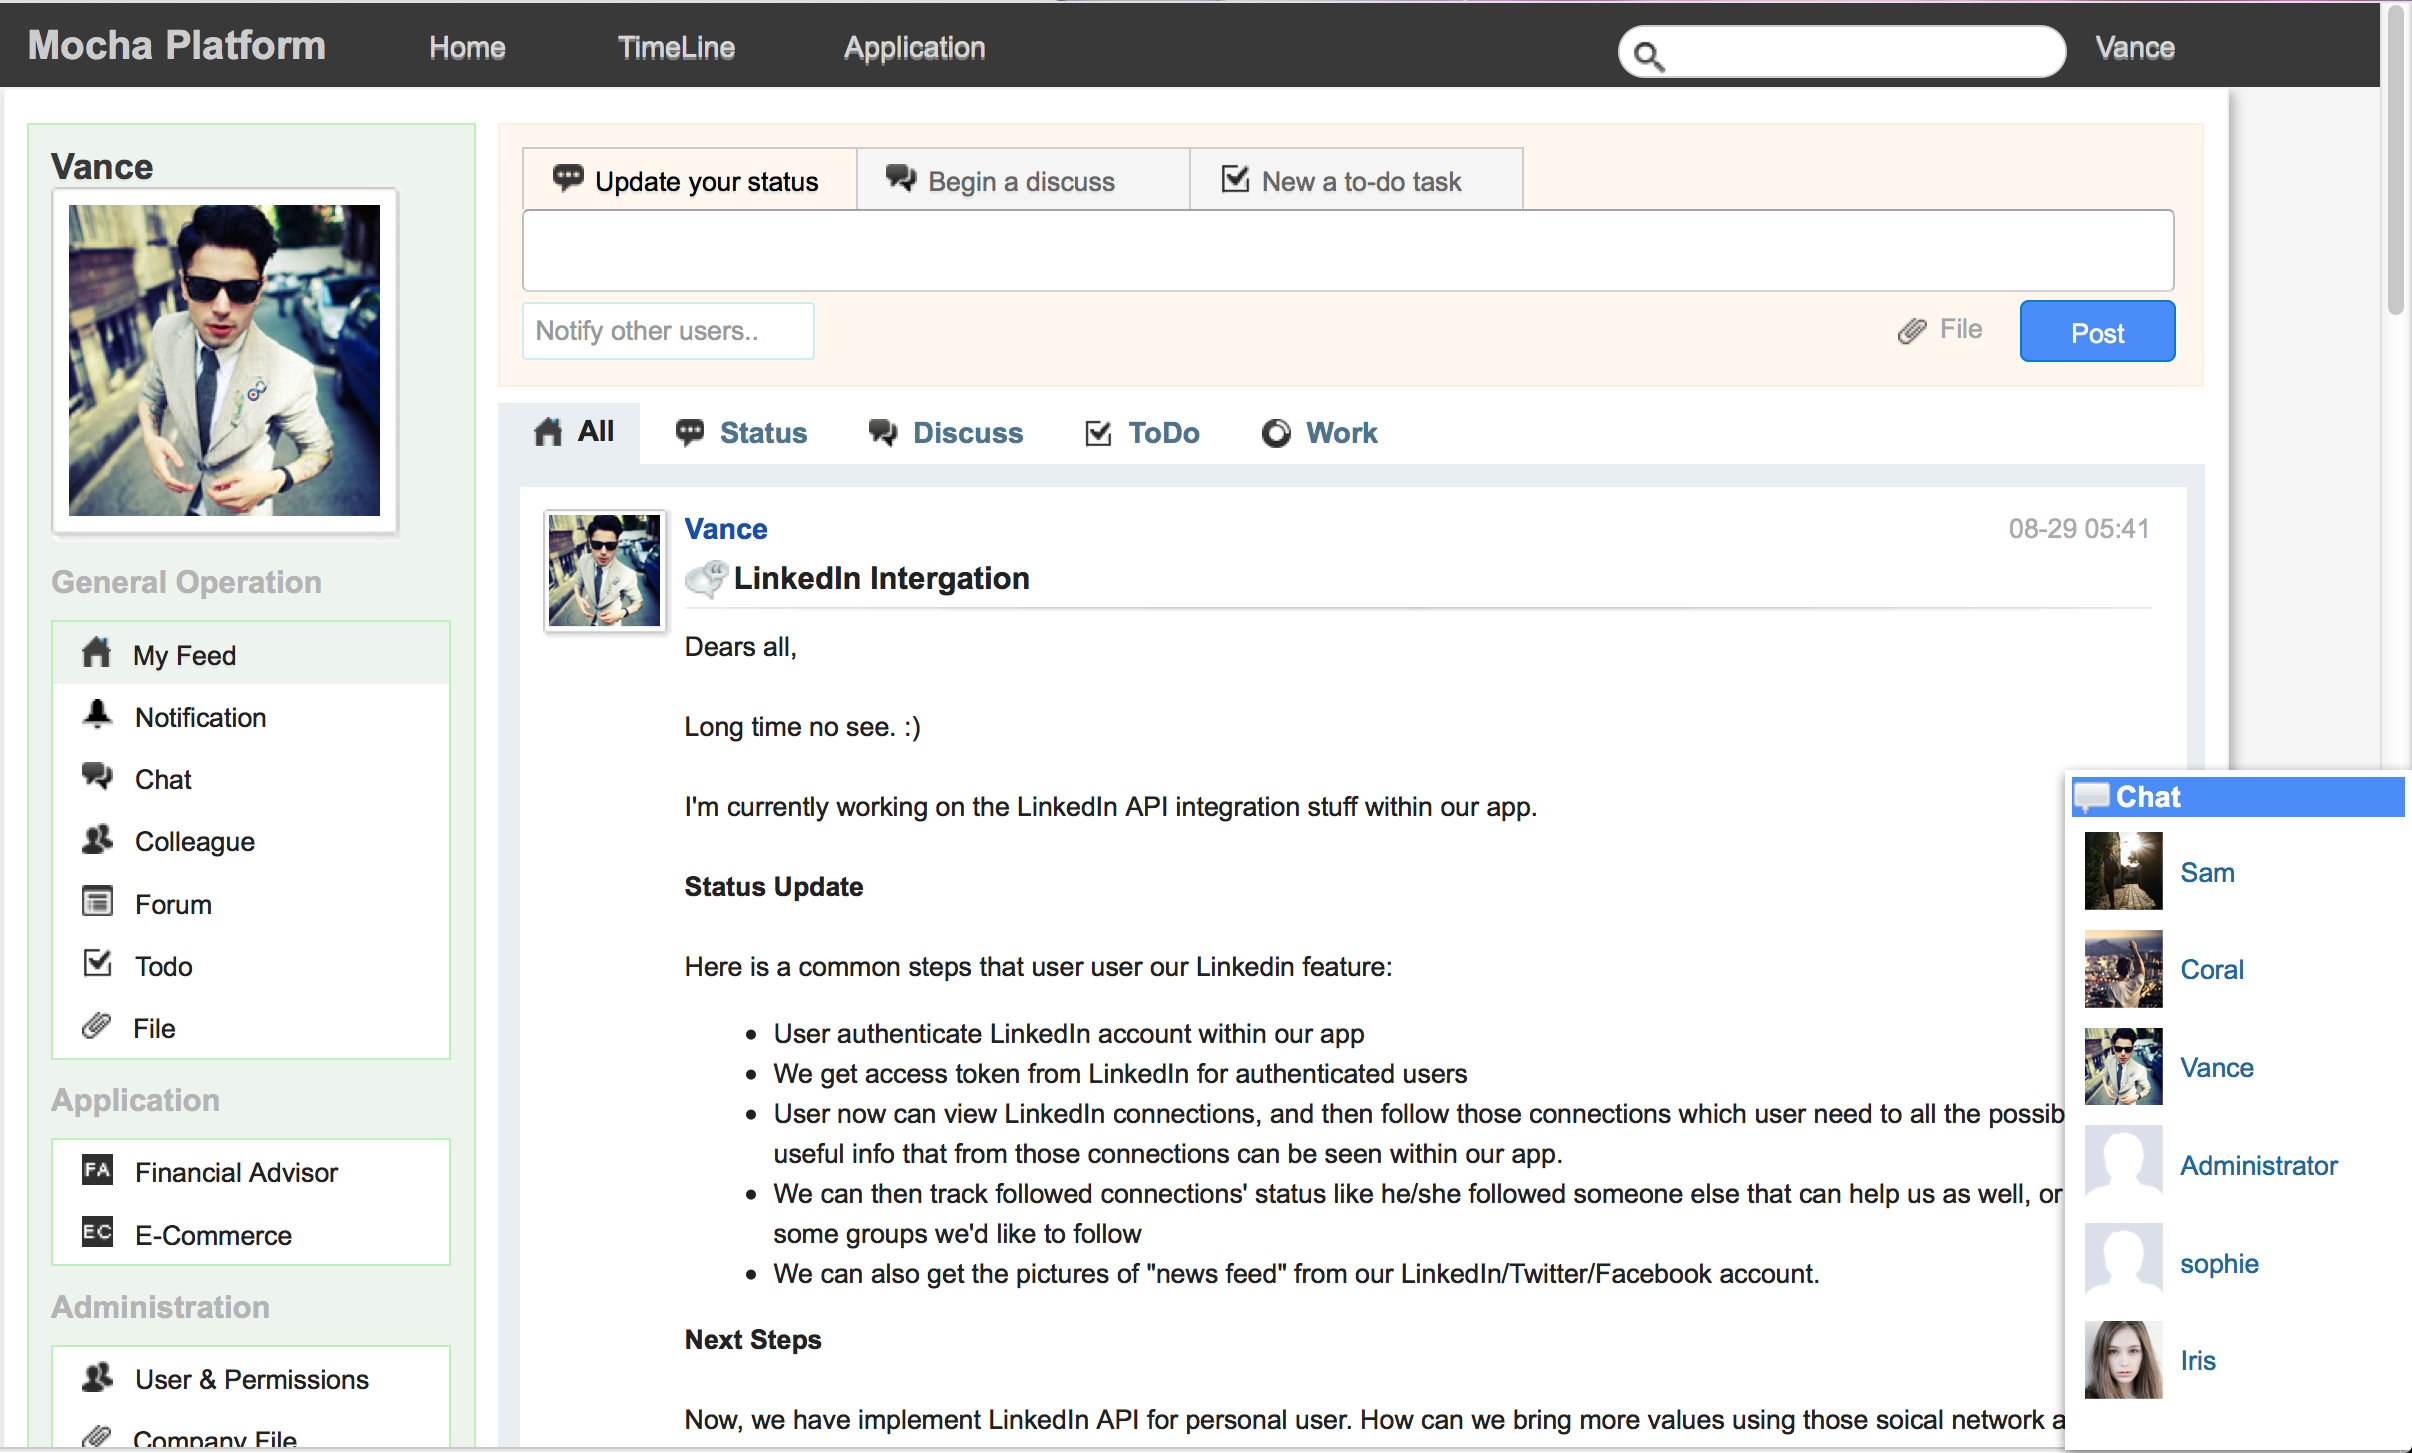 Mocha Platform
Home
TimeLine
Application
Vance
Vance
General Operation
My Feed
Notification
Chat
Colleague
Forum
Todo
File
Application
FA Financial Advisor
EC E-Commerce
Administration
User & Permissions
Company File
Update your status
Begin a discuss
New a to-do task
Notify other users..
File
Post
All
Status
Discuss
ToDo
Work
Vance
08-29 05:41
LinkedIn Intergation
Dears all,
Long time no see. :)
I'm currently working on the LinkedIn API integration stuff within our app.
Status Update
Here is a common steps that user user our Linkedin feature:
• User authenticate LinkedIn account within our app
• We get access token from LinkedIn for authenticated users
• User now can view LinkedIn connections, and then follow those connections which user need to all the possib
useful info that from those connections can be seen within our app.
• We can then track followed connections' status like he/she followed someone else that can help us as well, or
some groups we'd like to follow
• We can also get the pictures of "news feed" from our LinkedIn/Twitter/Facebook account.
Next Steps
Now, we have implement LinkedIn API for personal user. How can we bring more values using those soical network a
Chat
Sam
Coral
Vance
Administrator
sophie
Iris